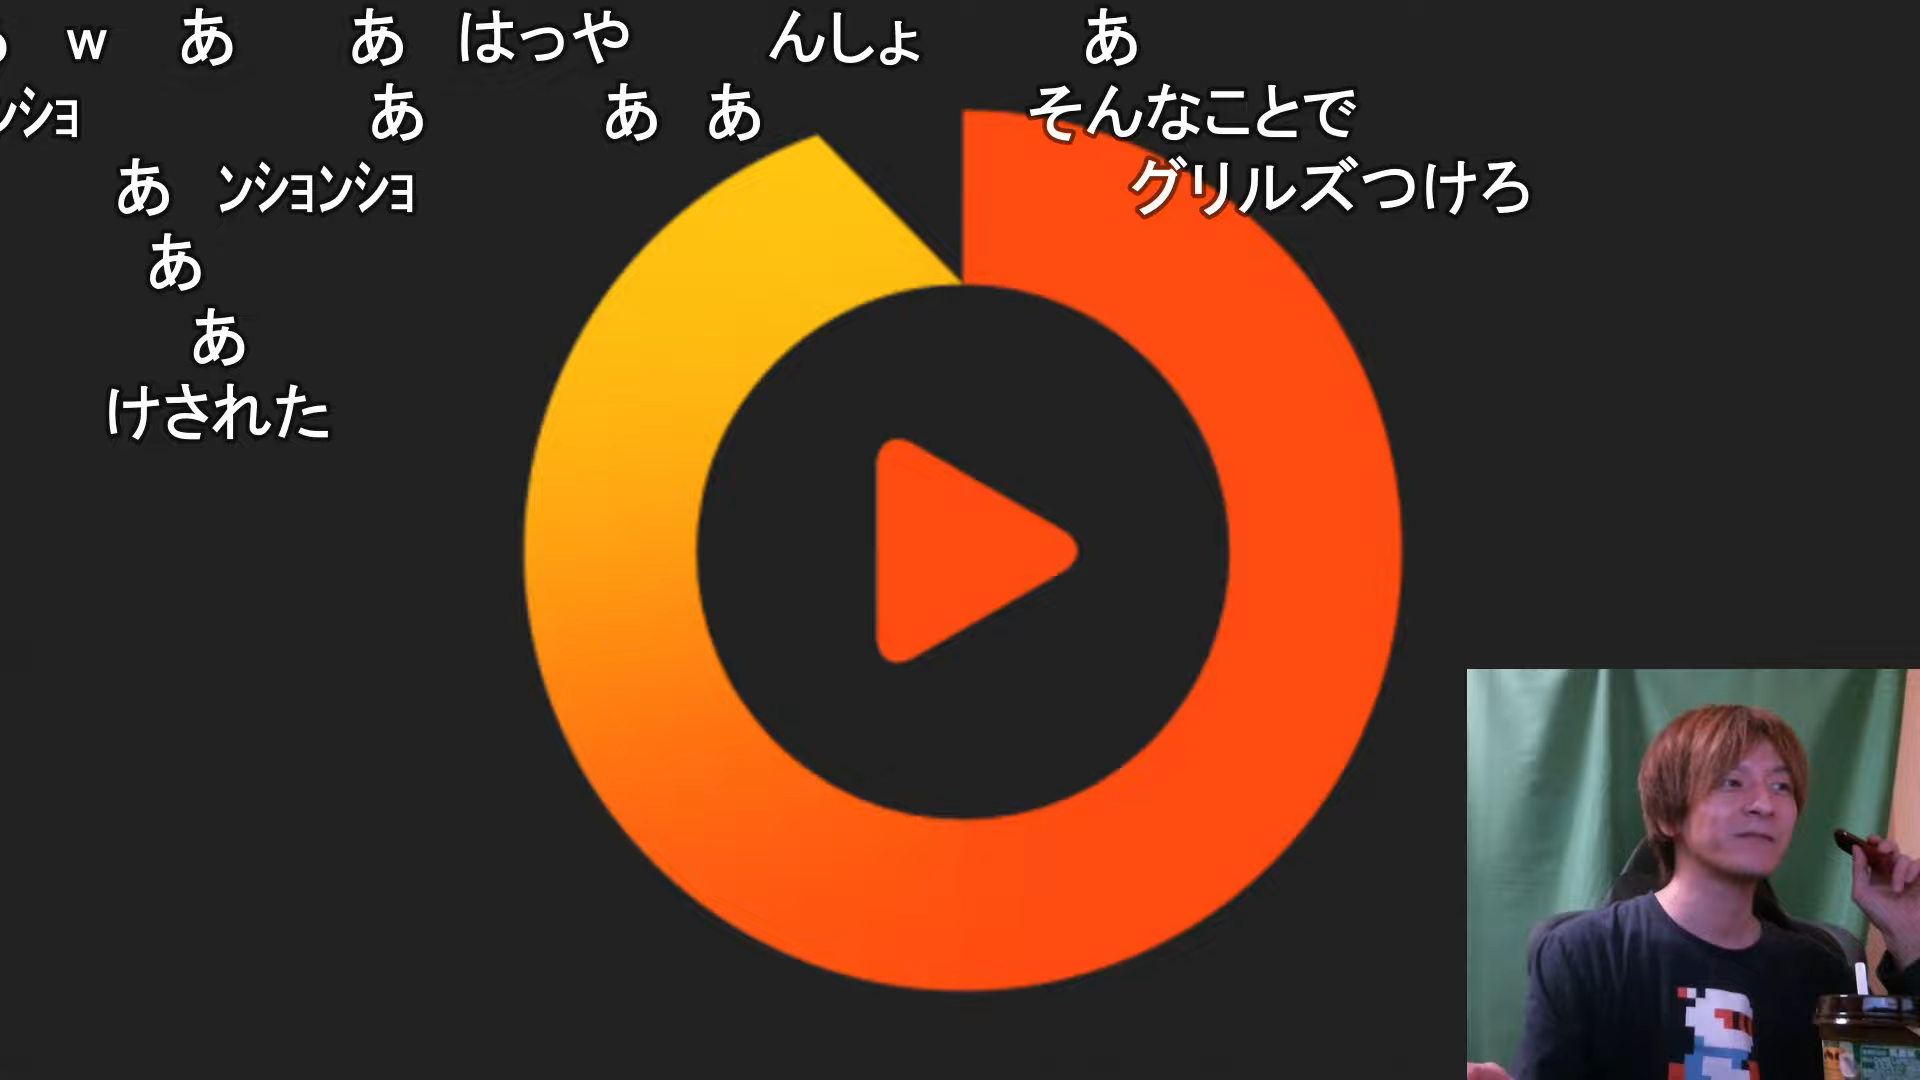 w あ あ はっや んしょ あ
ﾝｼｮ あ あ あ そんなことで
あ ﾝｼｮﾝｼｮ グリルズつけろ
あ
あ
けされた